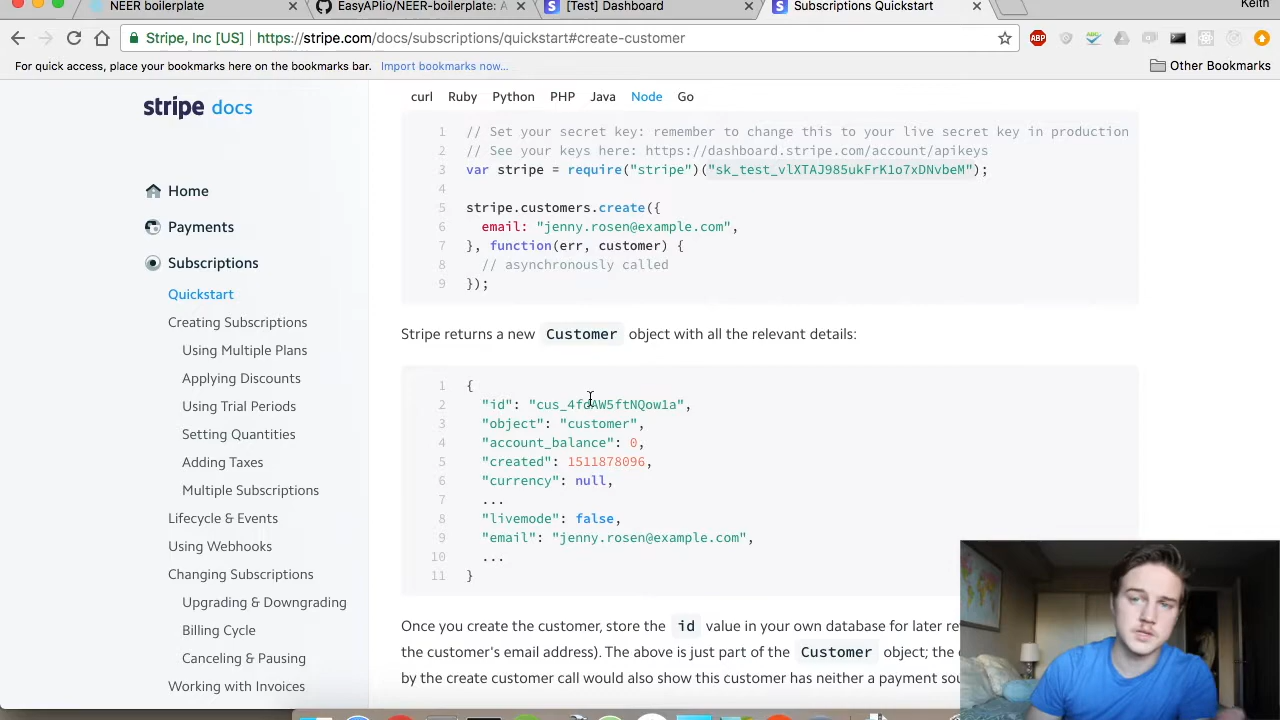 NEER boilerplate
EasyAPIio/NEER-boilerplate: A
[Test] Dashboard
Subscriptions Quickstart
Keith
Stripe, Inc [US]
https://stripe.com/docs/subscriptions/quickstart#create-customer
ABP
For quick access, place your bookmarks here on the bookmarks bar. Import bookmarks now...
Other Bookmarks
stripe docs
Home
Payments
Subscriptions
Quickstart
Creating Subscriptions
Using Multiple Plans
Applying Discounts
Using Trial Periods
Setting Quantities
Adding Taxes
Multiple Subscriptions
Lifecycle & Events
Using Webhooks
Changing Subscriptions
Upgrading & Downgrading
Billing Cycle
Canceling & Pausing
Working with Invoices
curl Ruby Python PHP Java Node Go
1 // Set your secret key: remember to change this to your live secret key in production
2 // See your keys here: https://dashboard.stripe.com/account/apikeys
3 var stripe = require("stripe")("sk_test_vlXTAJ985ukFrK1o7xDNvbeM");
4
5 stripe.customers.create({
6 email: "jenny.rosen@example.com",
7 }, function(err, customer) {
8 // asynchronously called
9 });
Stripe returns a new Customer object with all the relevant details:
1 {
2 "id": "cus_4fdAW5ftNQow1a",
3 "object": "customer",
4 "account_balance": 0,
5 "created": 1511878096,
6 "currency": null,
7 ...
8 "livemode": false,
9 "email": "jenny.rosen@example.com",
10 ...
11 }
Once you create the customer, store the id value in your own database for later re
the customer's email address). The above is just part of the Customer object; the
by the create customer call would also show this customer has neither a payment sou